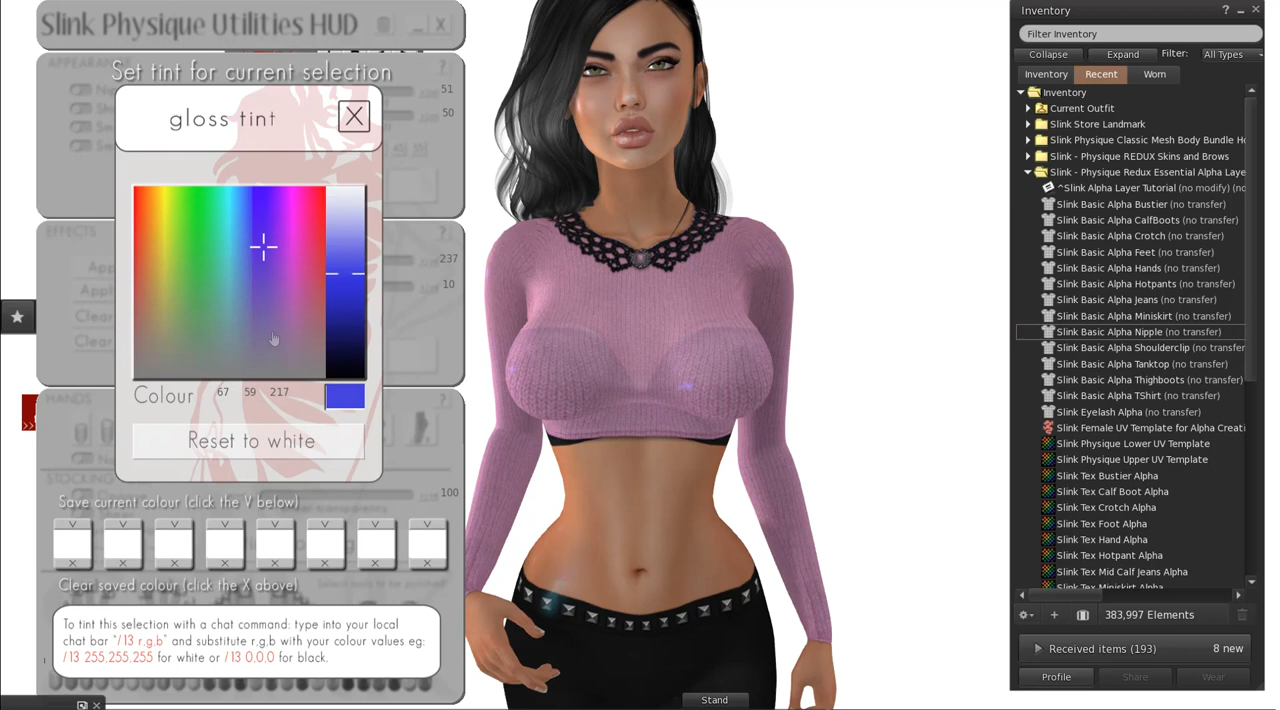 Slink Physique Utilities HUD
X
APPEARANCE
?
Set tint for current selection
51
50
gloss tint
X
EFFECTS
?
237
10
Clear
Clear
Colour 67 59 217
Reset to white
HANDS
?
STOCKING
100
Save current colour (click the V below)
V V V V V V V V
X X X X X X X X
Clear saved colour (click the X above)
To tint this selection with a chat command: type into your local
chat bar "/13 r,g,b" and substitute r,g,b with your colour values eg:
/13 255,255,255 for white or /13 0,0,0 for black.
Stand
Inventory
Filter Inventory
Collapse Expand Filter: All Types
Inventory Recent Worn
Inventory
Current Outfit
Slink Store Landmark
Slink Physique Classic Mesh Body Bundle Ho
Slink - Physique REDUX Skins and Brows
Slink - Physique Redux Essential Alpha Laye
^Slink Alpha Layer Tutorial (no modify) (no
Slink Basic Alpha Bustier (no transfer)
Slink Basic Alpha CalfBoots (no transfer)
Slink Basic Alpha Crotch (no transfer)
Slink Basic Alpha Feet (no transfer)
Slink Basic Alpha Hands (no transfer)
Slink Basic Alpha Hotpants (no transfer)
Slink Basic Alpha Jeans (no transfer)
Slink Basic Alpha Miniskirt (no transfer)
Slink Basic Alpha Nipple (no transfer)
Slink Basic Alpha Shoulderclip (no transfer
Slink Basic Alpha Tanktop (no transfer)
Slink Basic Alpha Thighboots (no transfer)
Slink Basic Alpha TShirt (no transfer)
Slink Eyelash Alpha (no transfer)
Slink Female UV Template for Alpha Creati
Slink Physique Lower UV Template
Slink Physique Upper UV Template
Slink Tex Bustier Alpha
Slink Tex Calf Boot Alpha
Slink Tex Crotch Alpha
Slink Tex Foot Alpha
Slink Tex Hand Alpha
Slink Tex Hotpant Alpha
Slink Tex Mid Calf Jeans Alpha
Slink Tex Miniskirt Alpha
383,997 Elements
Received items (193) 8 new
Profile Share Wear